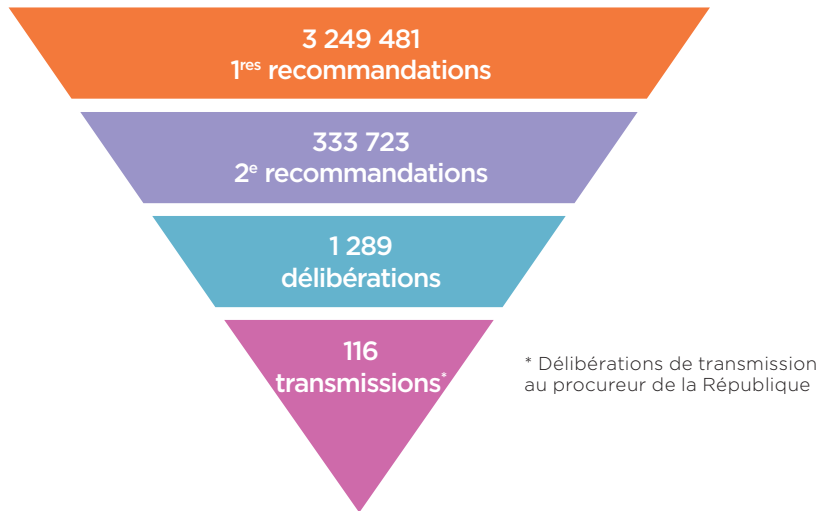 3 249 481
1res recommandations
333 723
2e recommandations
1 289
délibérations
116
transmissions*
* Délibérations de transmission
au procureur de la République